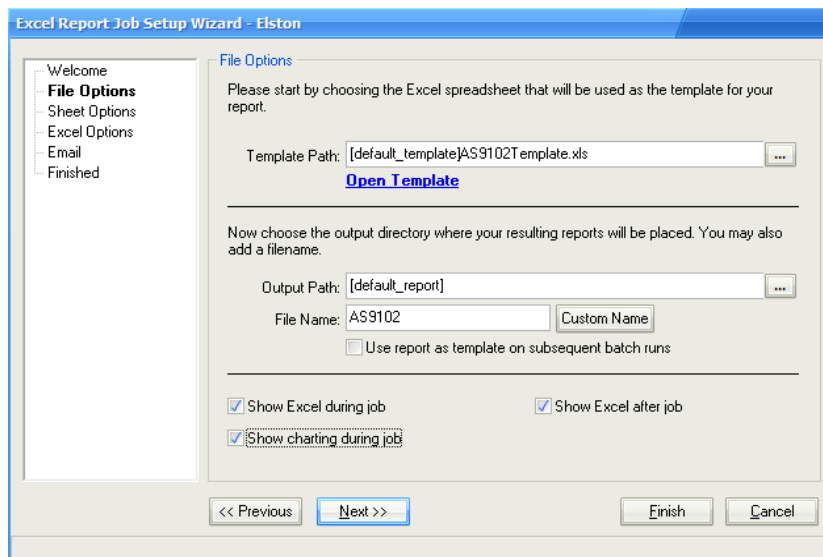 Excel Report Job Setup Wizard - Elston
Welcome
File Options
Sheet Options
Excel Options
Email
Finished
File Options
Please start by choosing the Excel spreadsheet that will be used as the template for your
report.
Template Path: [default_template]AS9102Template.xls ...
Open Template
Now choose the output directory where your resulting reports will be placed. You may also
add a filename.
Output Path: [default_report] ...
File Name: AS9102 Custom Name
Use report as template on subsequent batch runs
Show Excel during job Show Excel after job
Show charting during job
<< Previous Next >> Finish Cancel